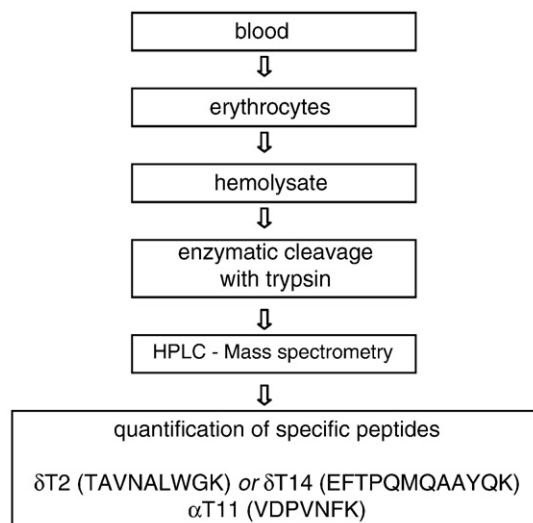 blood
erythrocytes
hemolysate
enzymatic cleavage
with trypsin
HPLC - Mass spectrometry
quantification of specific peptides
δT2 (TAVNALWGK) or δT14 (EFTPQMQAAYQK)
αT11 (VDPVNFK)